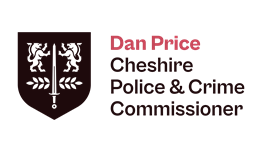 Dan Price
Cheshire
Police & Crime
Commissioner